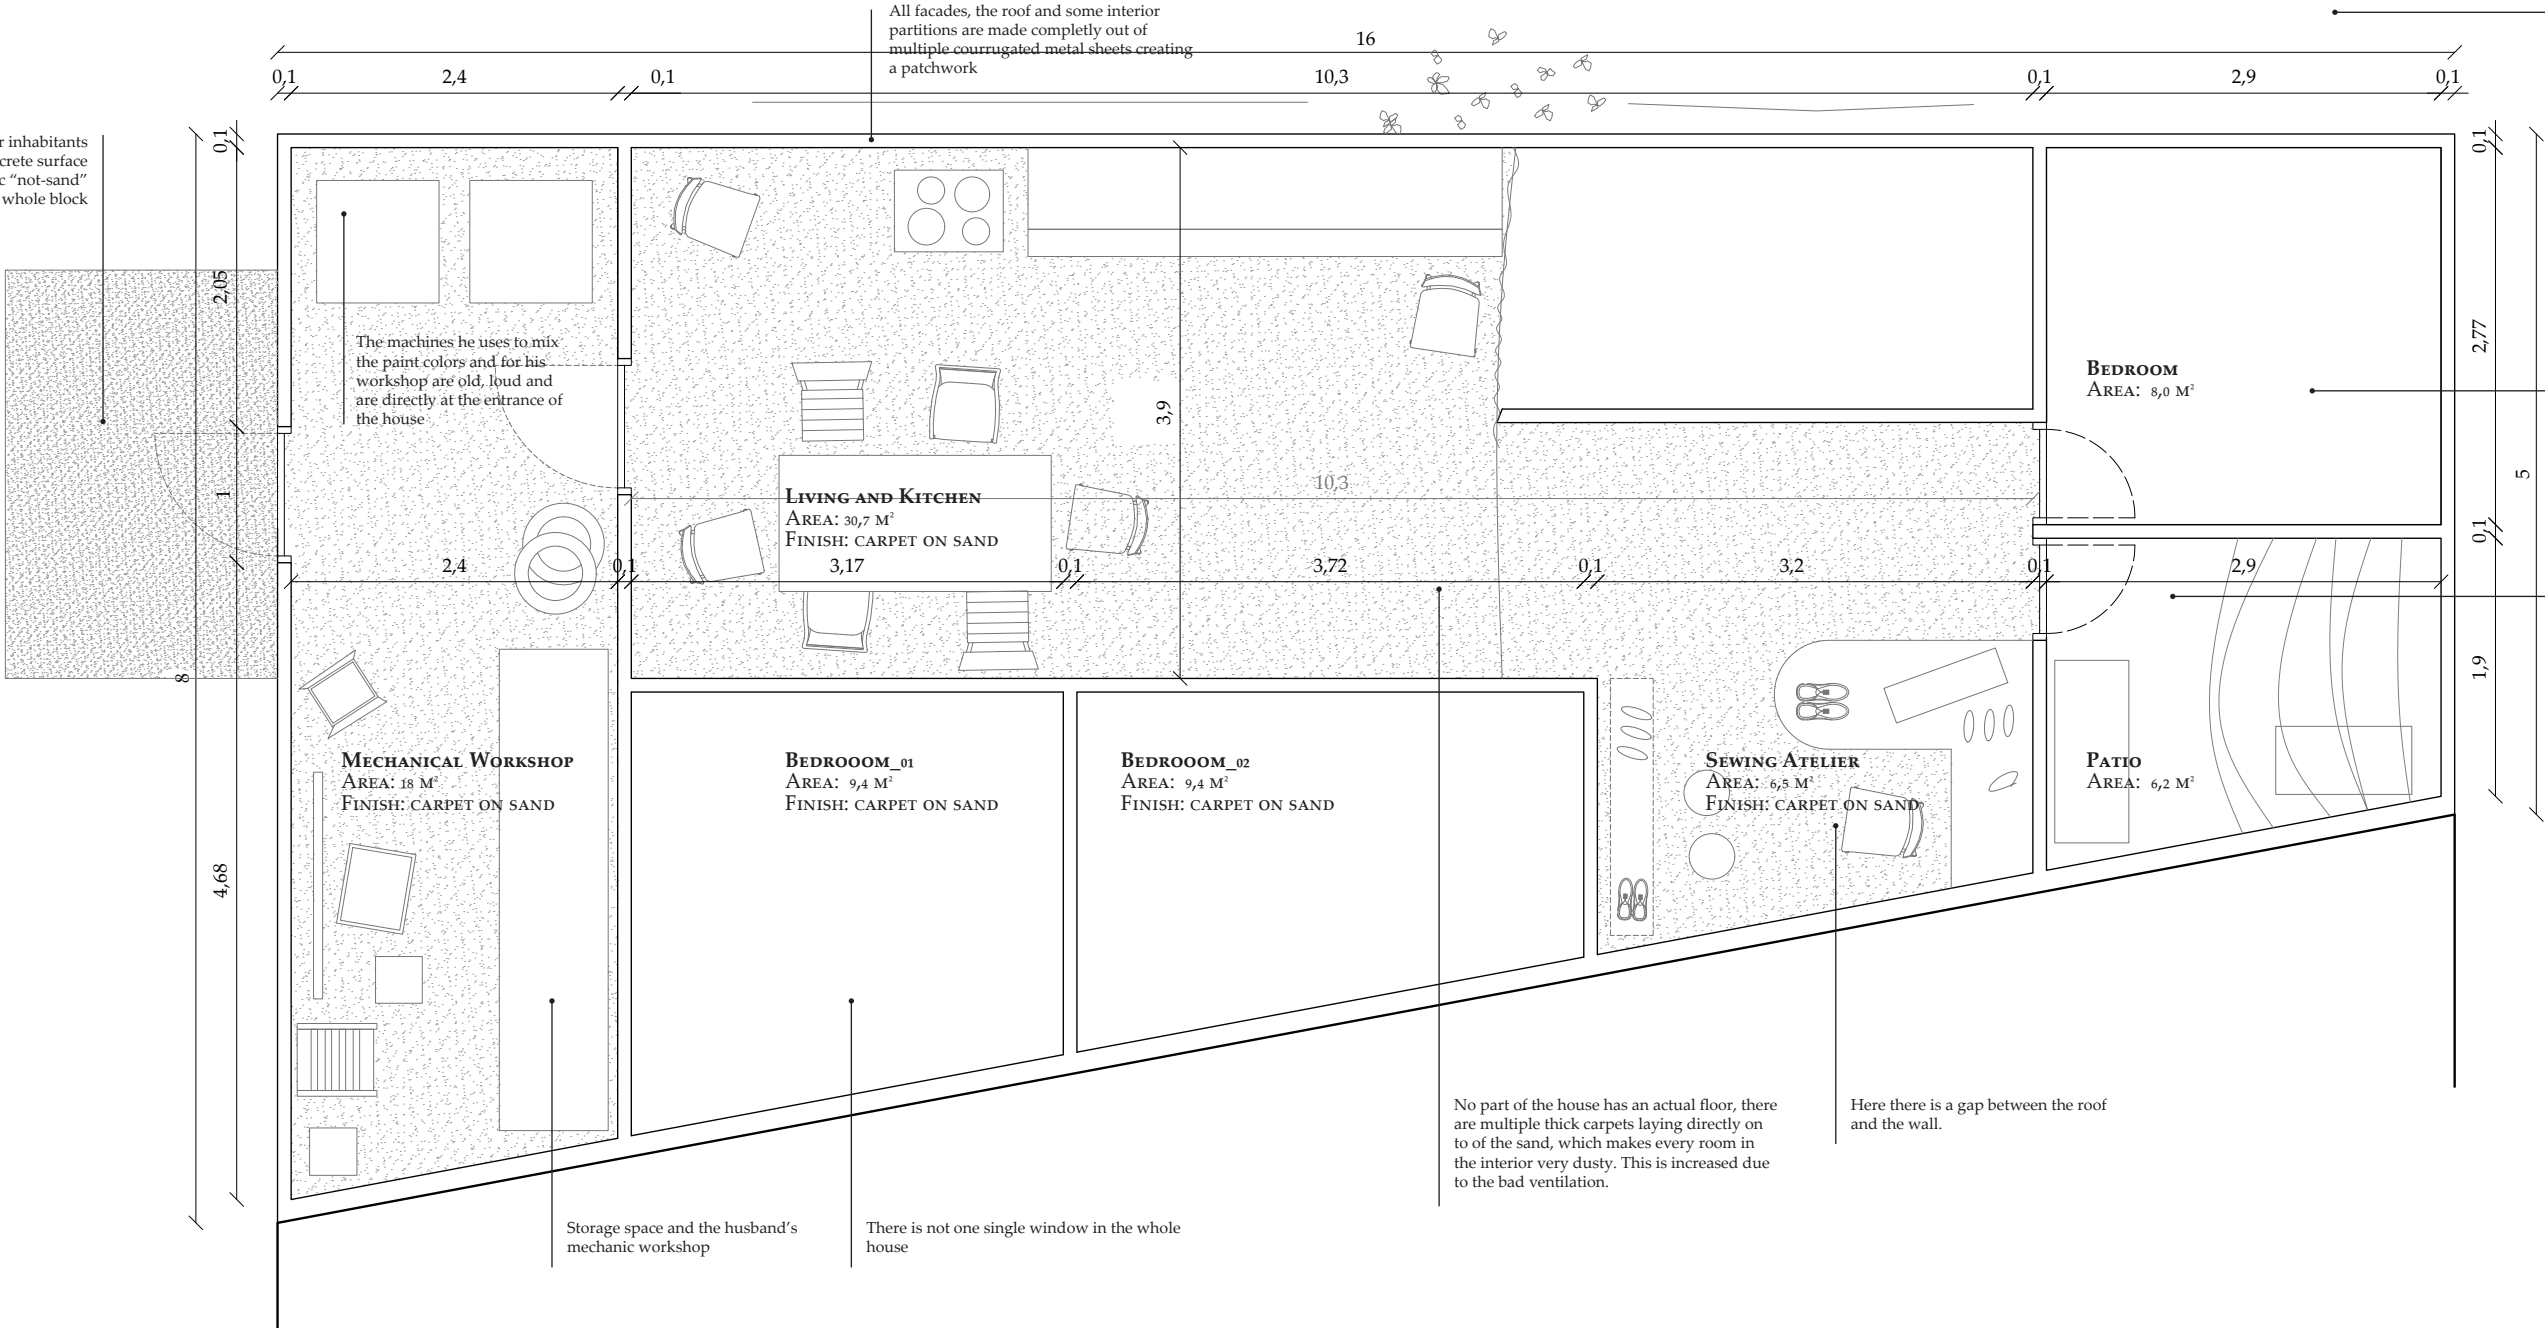 All facades, the roof and some interior
partitions are made completly out of
multiple courrugated metal sheets creating
a patchwork
16
0,1
2,4
0,1
10,3
0,1
2,9
0,1
r inhabitants
crete surface
c “not-sand”
whole block
0,1
2,05
1
4,68
8
The machines he uses to mix
the paint colors and for his
workshop are old, loud and
are directly at the entrance of
the house
3,9
10,3
Living and Kitchen
Area: 30,7 m²
Finish: carpet on sand
Bedroom
Area: 8,0 m²
0,1
2,77
0,1
1,9
5
2,4
0,1
3,17
0,1
3,72
0,1
3,2
0,1
2,9
Mechanical Workshop
Area: 18 m²
Finish: carpet on sand
Bedrooom_01
Area: 9,4 m²
Finish: carpet on sand
Bedrooom_02
Area: 9,4 m²
Finish: carpet on sand
Sewing Atelier
Area: 6,5 m²
Finish: carpet on sand
Patio
Area: 6,2 m²
No part of the house has an actual floor, there
are multiple thick carpets laying directly on
to of the sand, which makes every room in
the interior very dusty. This is increased due
to the bad ventilation.
Here there is a gap between the roof
and the wall.
Storage space and the husband’s
mechanic workshop
There is not one single window in the whole
house